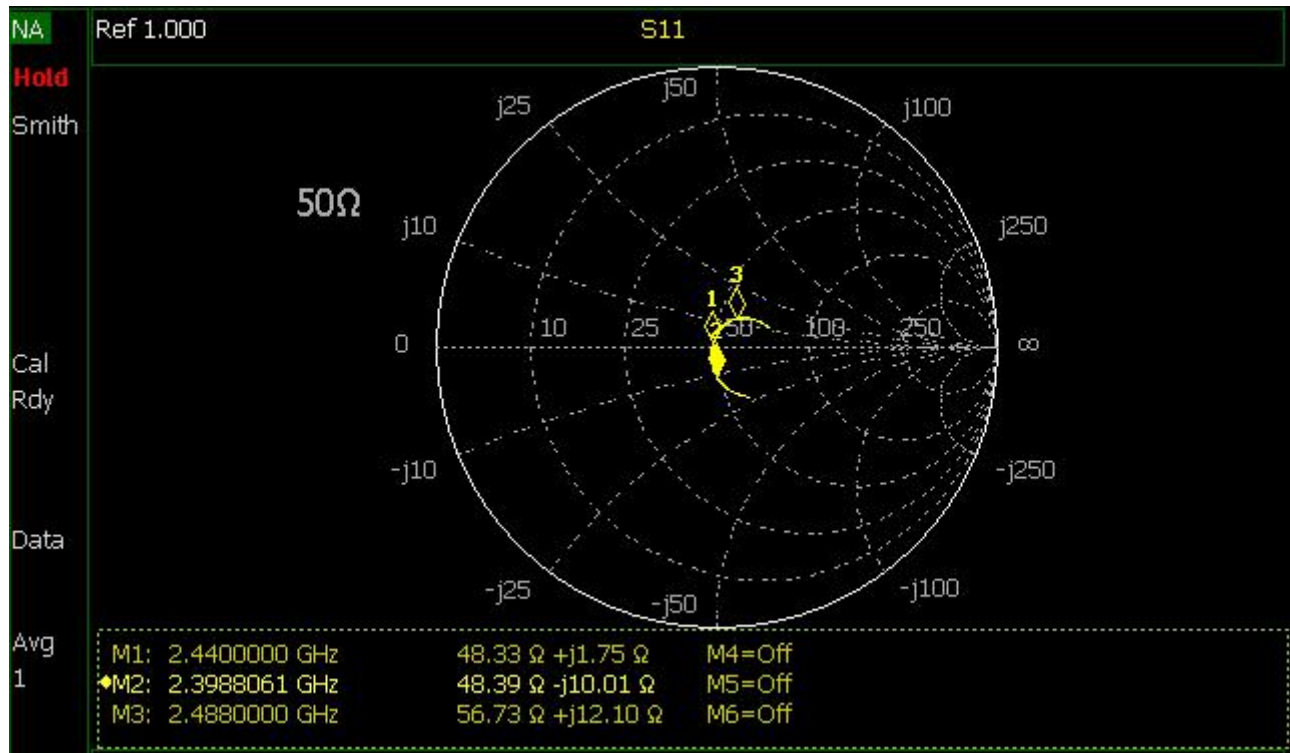 NA
Ref 1.000
S11
Hold
Smith
50Ω
j50
j25
j100
j10
j250
3
1
2
0
10
25
50
100
250
∞
-j10
-j250
-j25
-j50
-j100
Cal
Rdy
Data
Avg
1
M1: 2.4400000 GHz 48.33 Ω +j1.75 Ω M4=Off
M2: 2.3988061 GHz 48.39 Ω -j10.01 Ω M5=Off
M3: 2.4880000 GHz 56.73 Ω +j12.10 Ω M6=Off